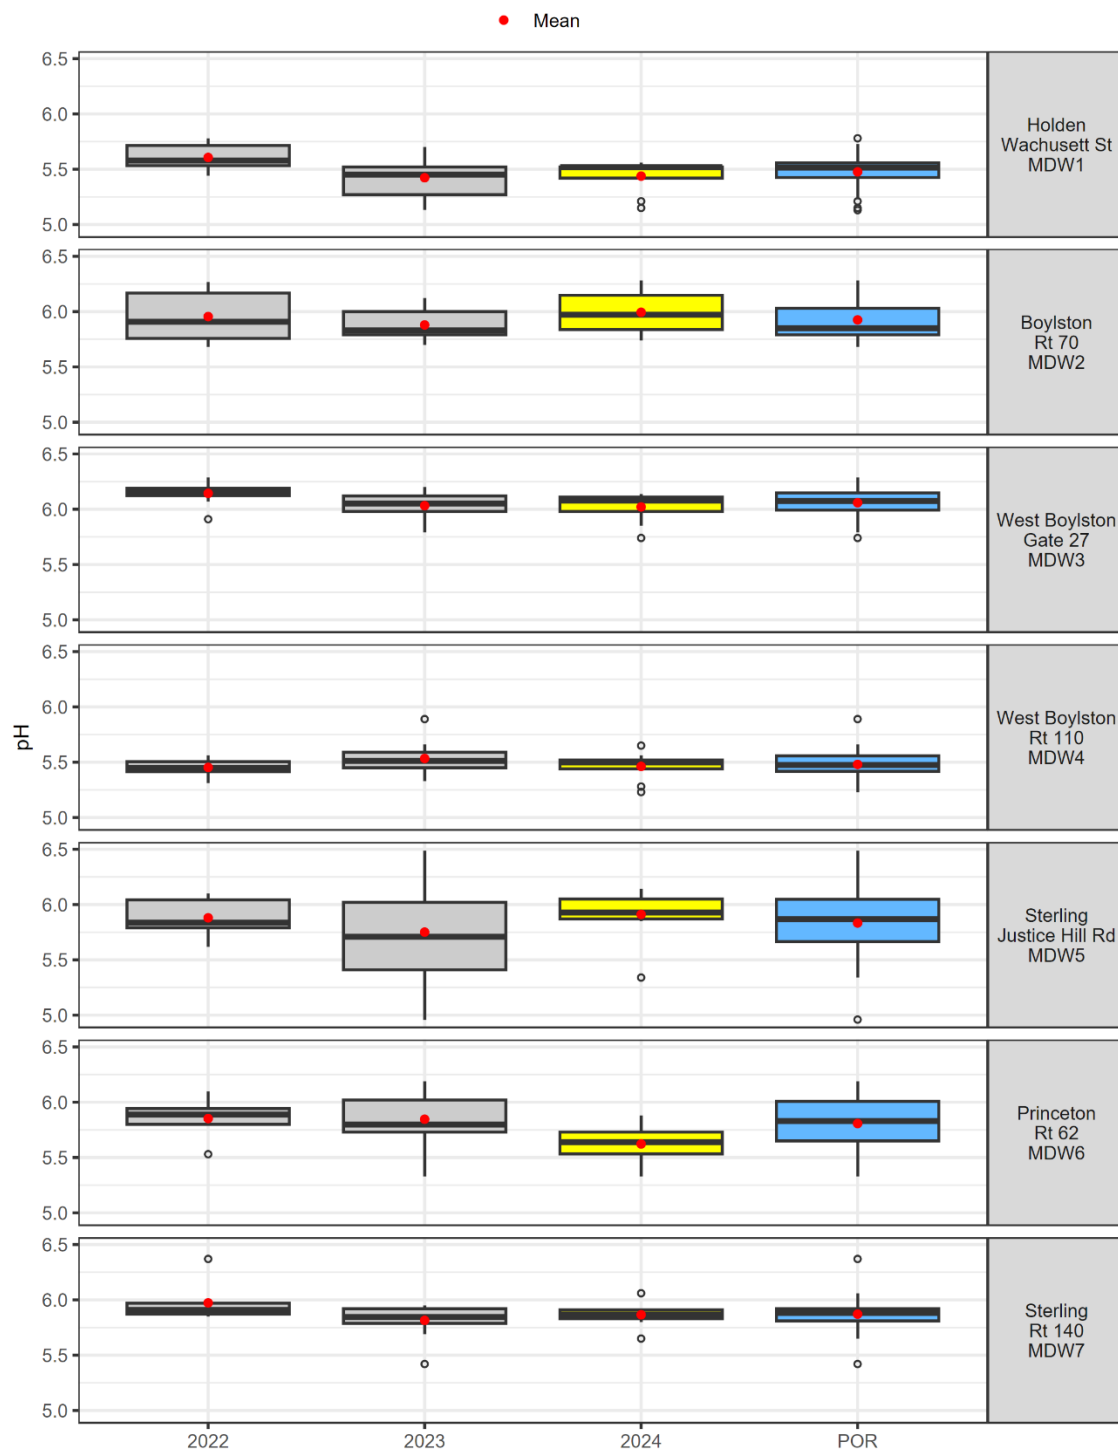 Mean
6.5
6.0
5.5
5.0
Holden
Wachusett St
MDW1
6.5
6.0
5.5
5.0
Boylston
Rt 70
MDW2
6.5
6.0
5.5
5.0
West Boylston
Gate 27
MDW3
6.5
6.0
5.5
5.0
West Boylston
Rt 110
MDW4
pH
6.5
6.0
5.5
5.0
Sterling
Justice Hill Rd
MDW5
6.5
6.0
5.5
5.0
Princeton
Rt 62
MDW6
6.5
6.0
5.5
5.0
Sterling
Rt 140
MDW7
2022 2023 2024 POR